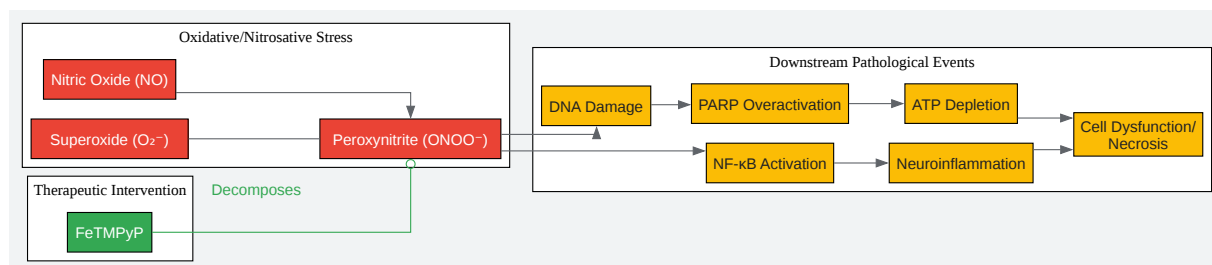 Oxidative/Nitrosative Stress
Nitric Oxide (NO)
Superoxide (O₂⁻)
Peroxynitrite (ONOO⁻)
Downstream Pathological Events
DNA Damage
PARP Overactivation
ATP Depletion
NF-κB Activation
Neuroinflammation
Cell Dysfunction/
Necrosis
Therapeutic Intervention
Decomposes
FeTMPyP